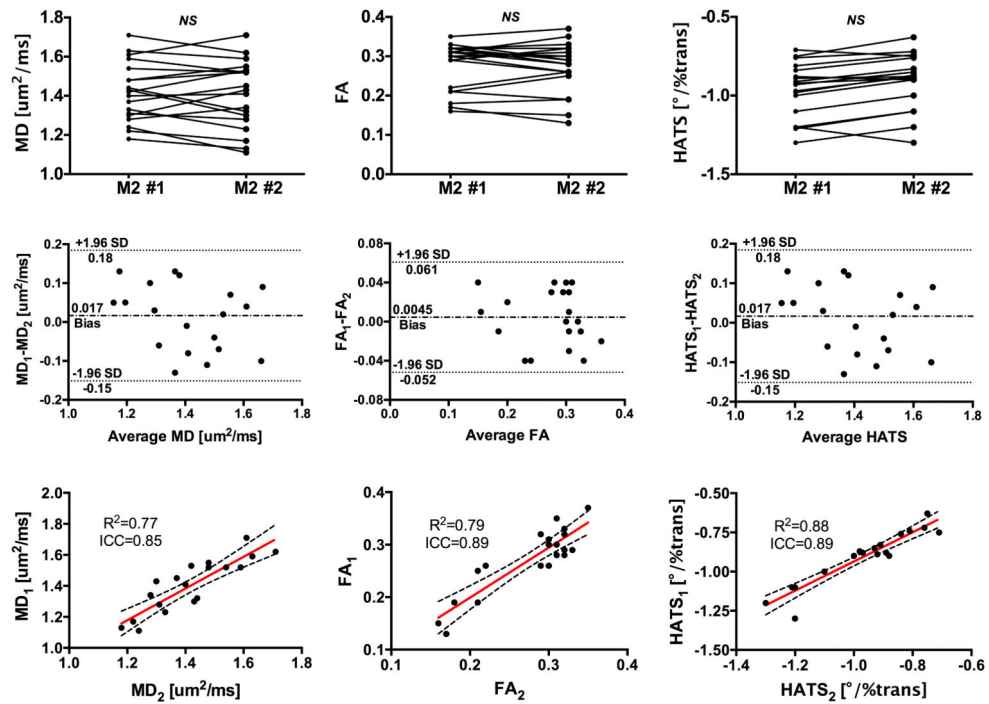 MD [um²/ms]
1.8
1.6
1.4
1.2
1.0
NS
M2 #1 M2 #2
FA
0.4
0.3
0.2
0.1
0.0
NS
M2 #1 M2 #2
HATS [°/%trans]
-0.5
-1.0
-1.5
NS
M2 #1 M2 #2
MD₁-MD₂ [um²/ms]
0.2
0.1
0.0
-0.1
-0.2
+1.96 SD
0.18
0.017
Bias
-1.96 SD
-0.15
1.0 1.2 1.4 1.6 1.8
Average MD [um²/ms]
FA₁-FA₂
0.08
0.04
0.00
-0.04
-0.08
+1.96 SD
0.061
0.0045
Bias
-1.96 SD
-0.052
0.0 0.1 0.2 0.3 0.4
Average FA
HATS₁-HATS₂
0.2
0.1
0.0
-0.1
-0.2
+1.96 SD
0.18
0.017
Bias
-1.96 SD
-0.15
1.0 1.2 1.4 1.6 1.8
Average HATS
MD₁ [um²/ms]
2.0
1.8
1.6
1.4
1.2
1.0
R²=0.77
ICC=0.85
1.0 1.2 1.4 1.6 1.8
MD₂ [um²/ms]
FA₁
0.4
0.3
0.2
0.1
R²=0.79
ICC=0.89
0.1 0.2 0.3 0.4
FA₂
HATS₁ [°/%trans]
-0.50
-0.75
-1.00
-1.25
-1.50
R²=0.88
ICC=0.89
-1.4 -1.2 -1.0 -0.8 -0.6
HATS₂ [°/%trans]